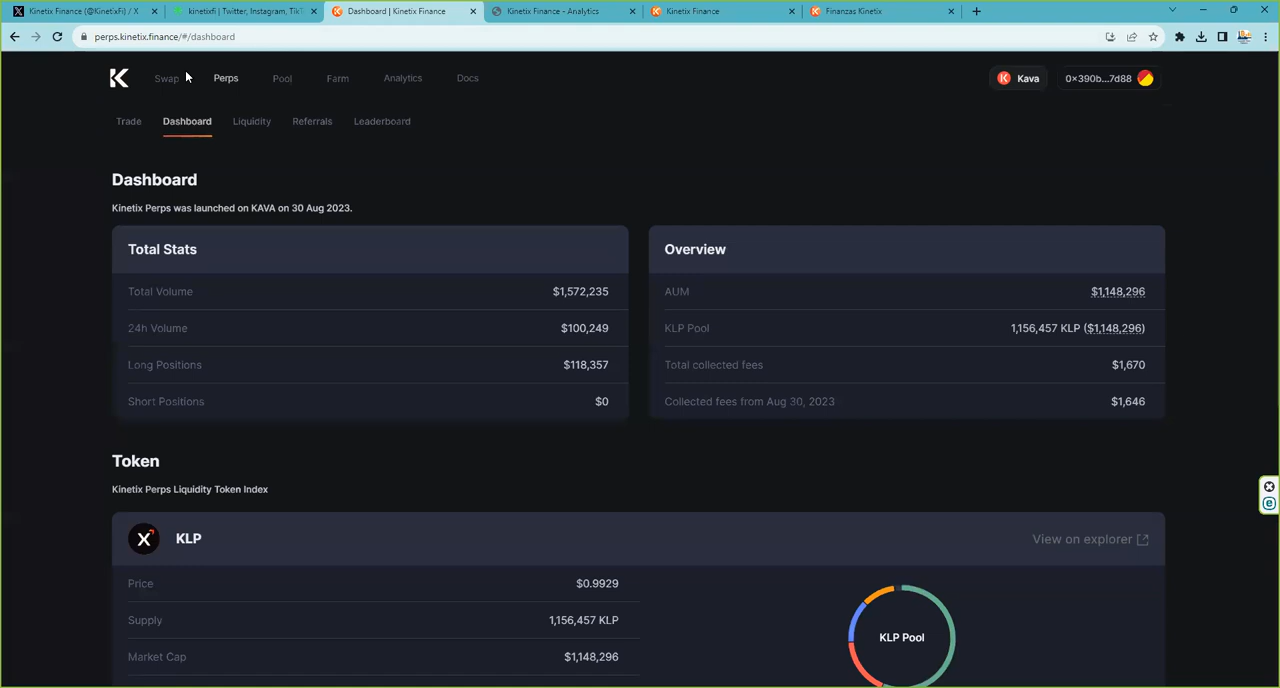 Kinetix Finance (@KinetixFi) / X
kinetixfi | Twitter, Instagram, TikT
Dashboard | Kinetix Finance
Kinetix Finance - Analytics
Kinetix Finance
Finanzas Kinetix
perps.kinetix.finance/#/dashboard
Swap Perps Pool Farm Analytics Docs
Kava
0×390b...7d88
Trade Dashboard Liquidity Referrals Leaderboard
Dashboard
Kinetix Perps was launched on KAVA on 30 Aug 2023.
Total Stats
Total Volume $1,572,235
24h Volume $100,249
Long Positions $118,357
Short Positions $0
Overview
AUM $1,148,296
KLP Pool 1,156,457 KLP ($1,148,296)
Total collected fees $1,670
Collected fees from Aug 30, 2023 $1,646
Token
Kinetix Perps Liquidity Token Index
KLP
View on explorer
Price $0.9929
Supply 1,156,457 KLP
Market Cap $1,148,296
KLP Pool